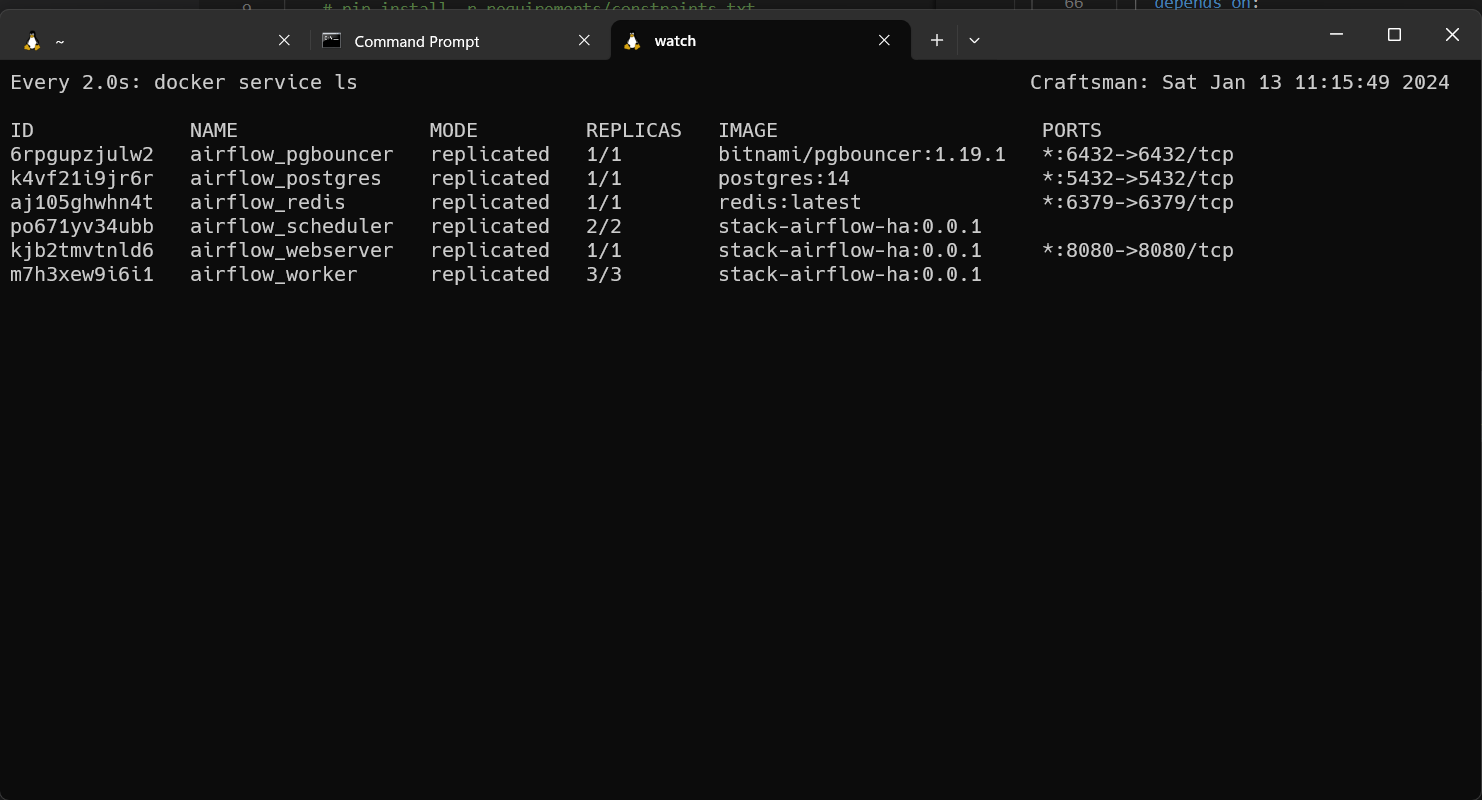 9 # pip install -r requirements/constraints.txt 66 depends_on:
~ Command Prompt watch
Every 2.0s: docker service ls Craftsman: Sat Jan 13 11:15:49 2024
ID NAME MODE REPLICAS IMAGE PORTS
6rpgupzjulw2 airflow_pgbouncer replicated 1/1 bitnami/pgbouncer:1.19.1 *:6432->6432/tcp
k4vf21i9jr6r airflow_postgres replicated 1/1 postgres:14 *:5432->5432/tcp
aj105ghwhn4t airflow_redis replicated 1/1 redis:latest *:6379->6379/tcp
po671yv34ubb airflow_scheduler replicated 2/2 stack-airflow-ha:0.0.1
kjb2tmvtnld6 airflow_webserver replicated 1/1 stack-airflow-ha:0.0.1 *:8080->8080/tcp
m7h3xew9i6i1 airflow_worker replicated 3/3 stack-airflow-ha:0.0.1